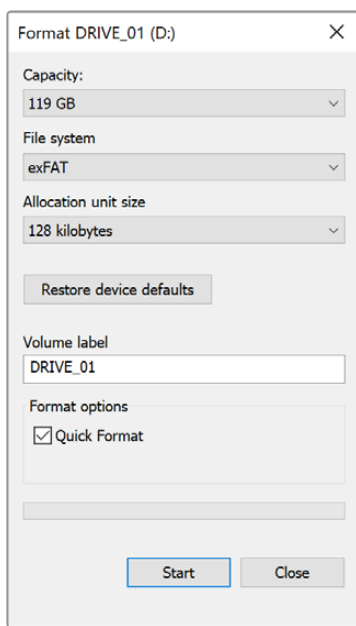 Format DRIVE_01 (D:)
Capacity:
119 GB
File system
exFAT
Allocation unit size
128 kilobytes
Restore device defaults
Volume label
DRIVE_01
Format options
Quick Format
Start Close